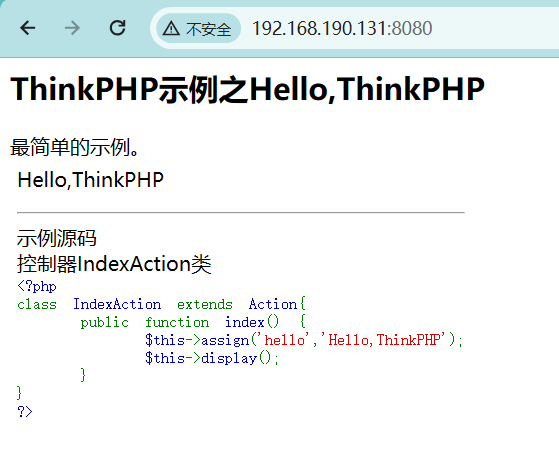 不安全 192.168.190.131:8080
ThinkPHP示例之Hello,ThinkPHP
最简单的示例。
Hello,ThinkPHP
示例源码
控制器IndexAction类
<?php
class IndexAction extends Action{
public function index() {
$this->assign('hello','Hello,ThinkPHP');
$this->display();
}
}
?>